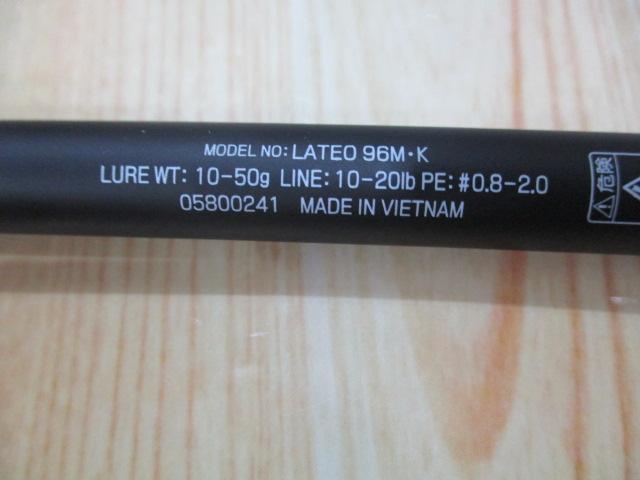 MODEL NO: LATEO 96M・K
LURE WT: 10-50g LINE: 10-20lb PE: #0.8-2.0
05800241 MADE IN VIETNAM
危険